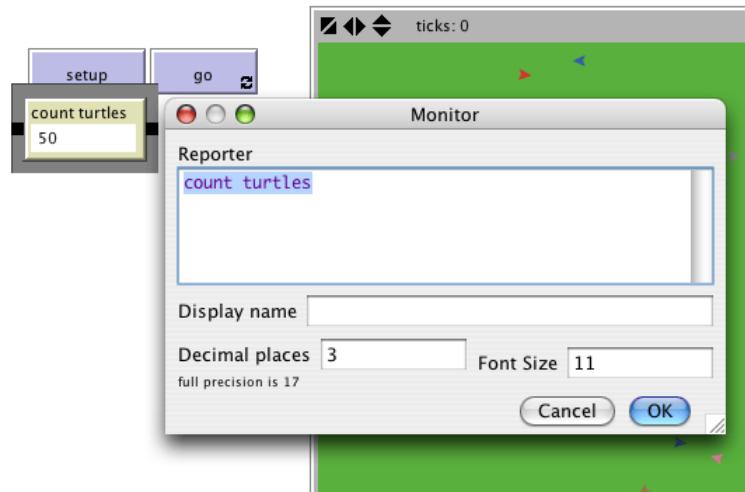 ticks: 0
setup
go
count turtles
50
Monitor
Reporter
count turtles
Display name
Decimal places 3
Font Size 11
full precision is 17
Cancel
OK